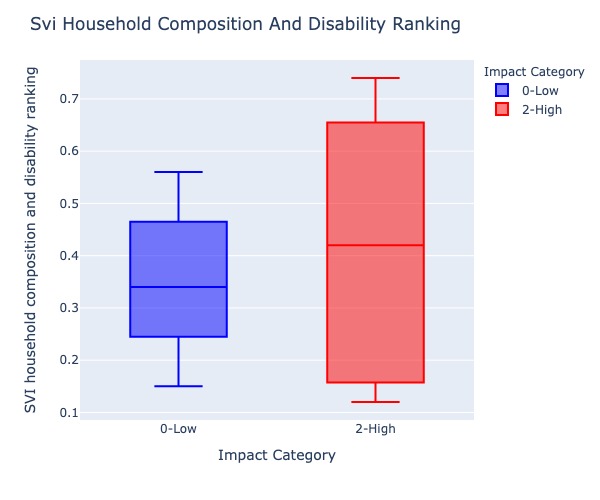 Svi Household Composition And Disability Ranking
SVI household composition and disability ranking
0.7
0.6
0.5
0.4
0.3
0.2
0.1
0-Low
2-High
Impact Category
Impact Category
0-Low
2-High